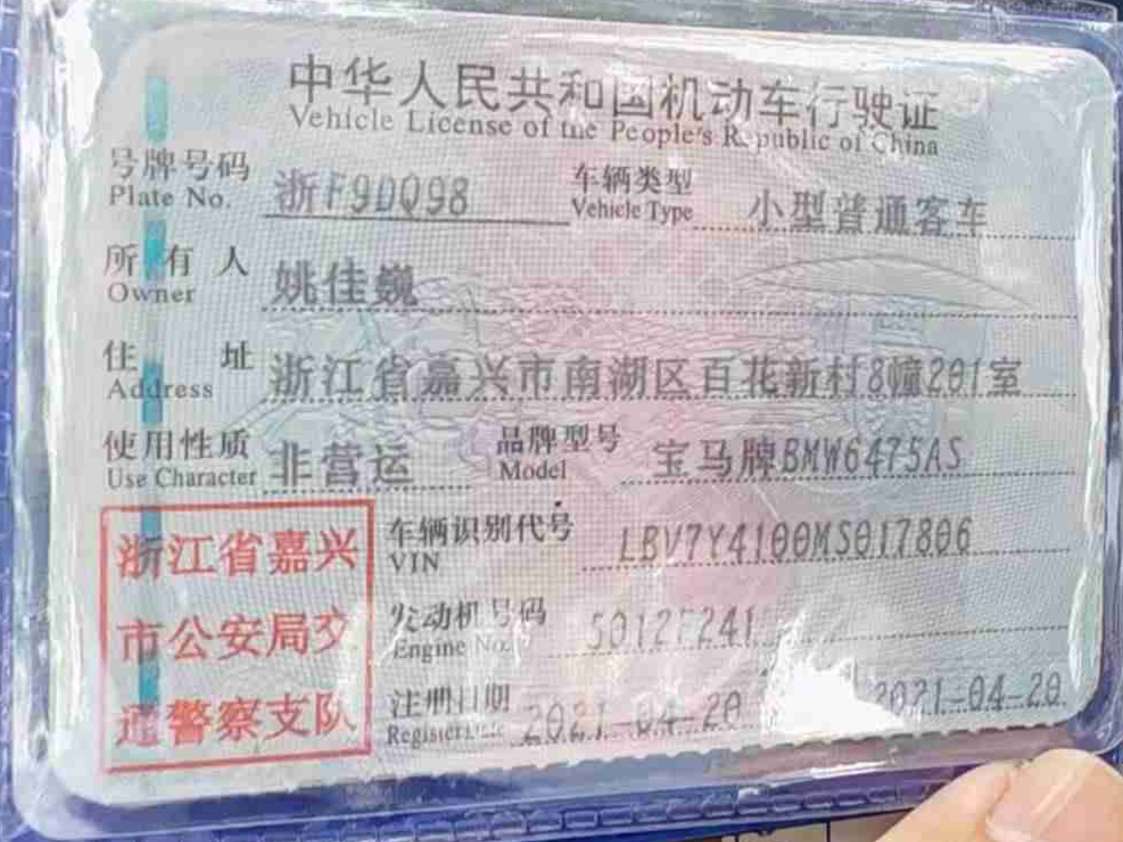 中华人民共和国机动车行驶证
Vehicle License of the People's Republic of China
号牌号码 浙F9DQ98 车辆类型 小型普通客车
Plate No. Vehicle Type
所有人 姚佳巍
Owner
住址 浙江省嘉兴市南湖区百花新村8幢201室
Address
使用性质 非营运 品牌型号 宝马牌BMW6475AS
Use Character Model
浙江省嘉兴
市公安局交
通警察支队
车辆识别代号 LBV7Y4100MS017806
VIN
发动机号码
Engine No.
注册日期 2021-04-20 2021-04-20
Register